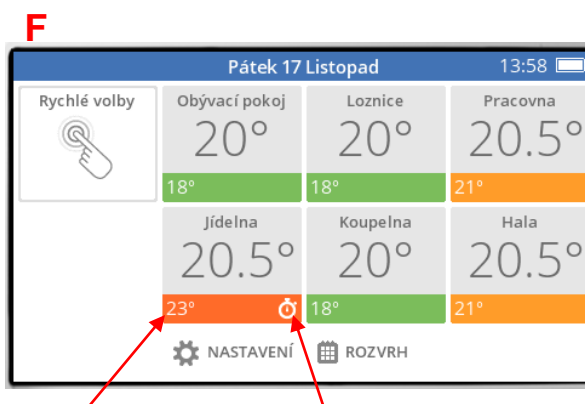 F
Pátek 17 Listopad 13:58
Rychlé volby
Obývací pokoj
20°
18°
Loznice
20°
18°
Pracovna
20.5°
21°
Jídelna
20.5°
23°
Koupelna
20°
18°
Hala
20.5°
21°
NASTAVENÍ
ROZVRH